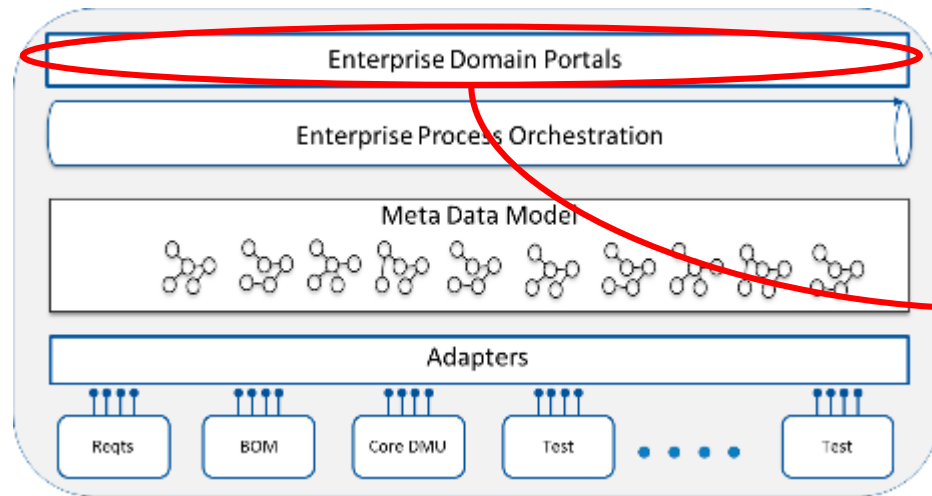 Enterprise Domain Portals
Enterprise Process Orchestration
Meta Data Model
Adapters
Reqts
BOM
Core DMU
Test
Test